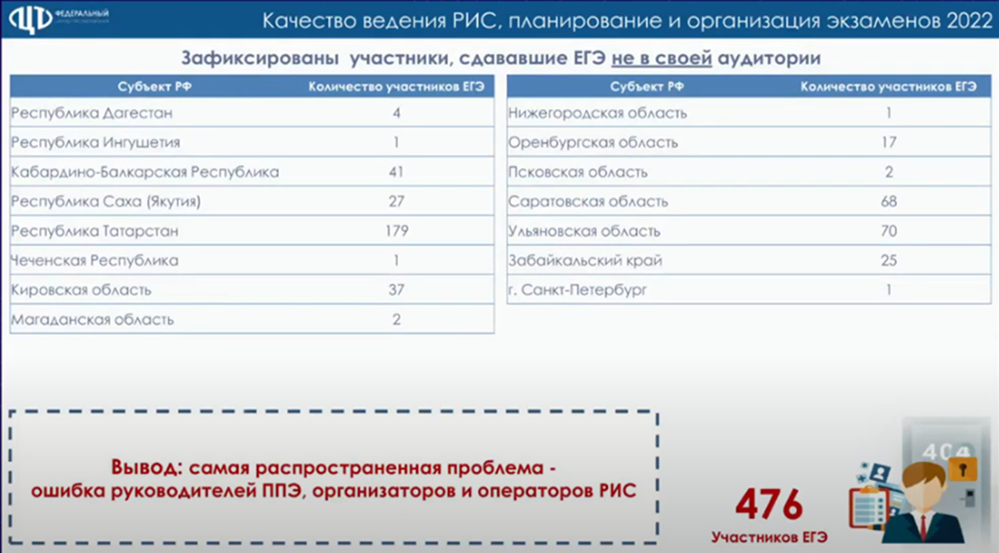 ФЕДЕРАЛЬНЫЙ
Качество ведения РИС, планирование и организация экзаменов 2022
Зафиксированы участники, сдававшие ЕГЭ не в своей аудитории
Субъект РФ Количество участников ЕГЭ
Республика Дагестан 4
Республика Ингушетия 1
Кабардино-Балкарская Республика 41
Республика Саха (Якутия) 27
Республика Татарстан 179
Чеченская Республика 1
Кировская область 37
Магаданская область 2
Субъект РФ Количество участников ЕГЭ
Нижегородская область 1
Оренбургская область 17
Псковская область 2
Саратовская область 68
Ульяновская область 70
Забайкальский край 25
г. Санкт-Петербург 1
Вывод: самая распространенная проблема -
ошибка руководителей ППЭ, организаторов и операторов РИС
404
476
Участников ЕГЭ